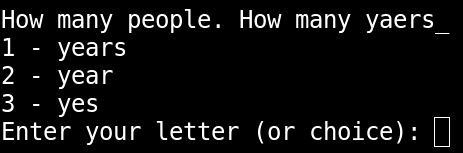 How many people. How many yaers_
1 - years
2 - year
3 - yes
Enter your letter (or choice):